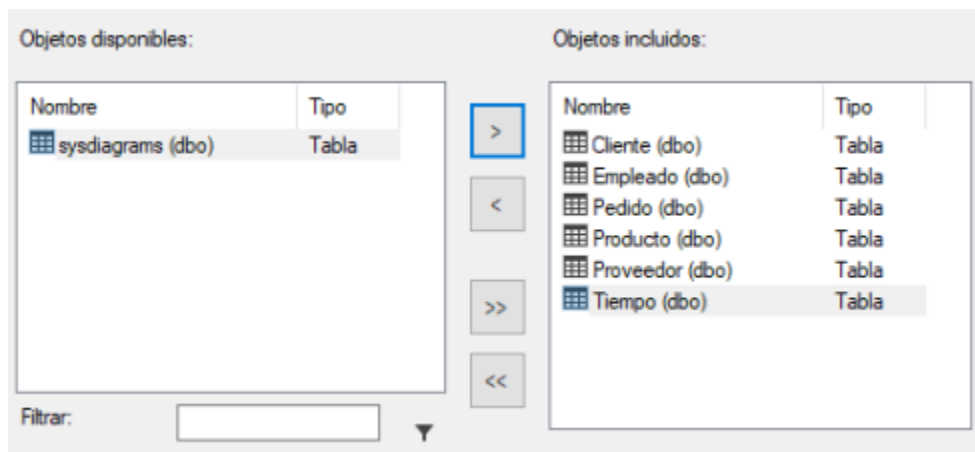 Objetos disponibles:
Nombre Tipo
sysdiagrams (dbo) Tabla
Filtrar:
>
<
>>
<<
Objetos incluidos:
Nombre Tipo
Cliente (dbo) Tabla
Empleado (dbo) Tabla
Pedido (dbo) Tabla
Producto (dbo) Tabla
Proveedor (dbo) Tabla
Tiempo (dbo) Tabla